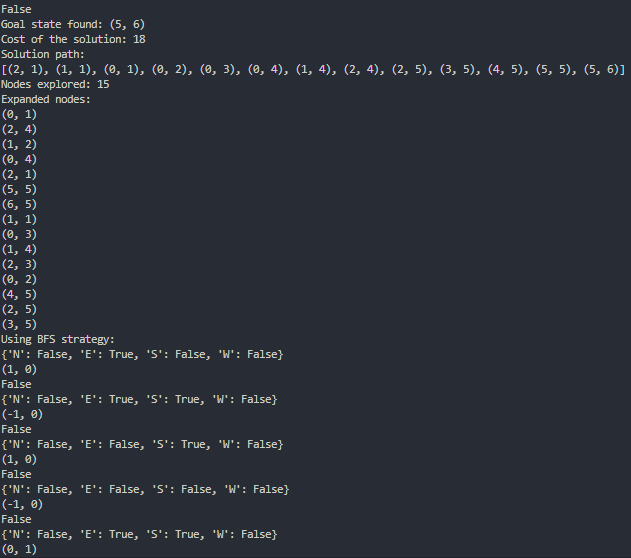 False
Goal state found: (5, 6)
Cost of the solution: 18
Solution path:
[(2, 1), (1, 1), (0, 1), (0, 2), (0, 3), (0, 4), (1, 4), (2, 4), (2, 5), (3, 5), (4, 5), (5, 5), (5, 6)]
Nodes explored: 15
Expanded nodes:
(0, 1)
(2, 4)
(1, 2)
(0, 4)
(2, 1)
(5, 5)
(6, 5)
(1, 1)
(0, 3)
(1, 4)
(2, 3)
(0, 2)
(4, 5)
(2, 5)
(3, 5)
Using BFS strategy:
{'N': False, 'E': True, 'S': False, 'W': False}
(1, 0)
False
{'N': False, 'E': True, 'S': True, 'W': False}
(-1, 0)
False
{'N': False, 'E': False, 'S': True, 'W': False}
(1, 0)
False
{'N': False, 'E': False, 'S': False, 'W': False}
(-1, 0)
False
{'N': False, 'E': True, 'S': True, 'W': False}
(0, 1)